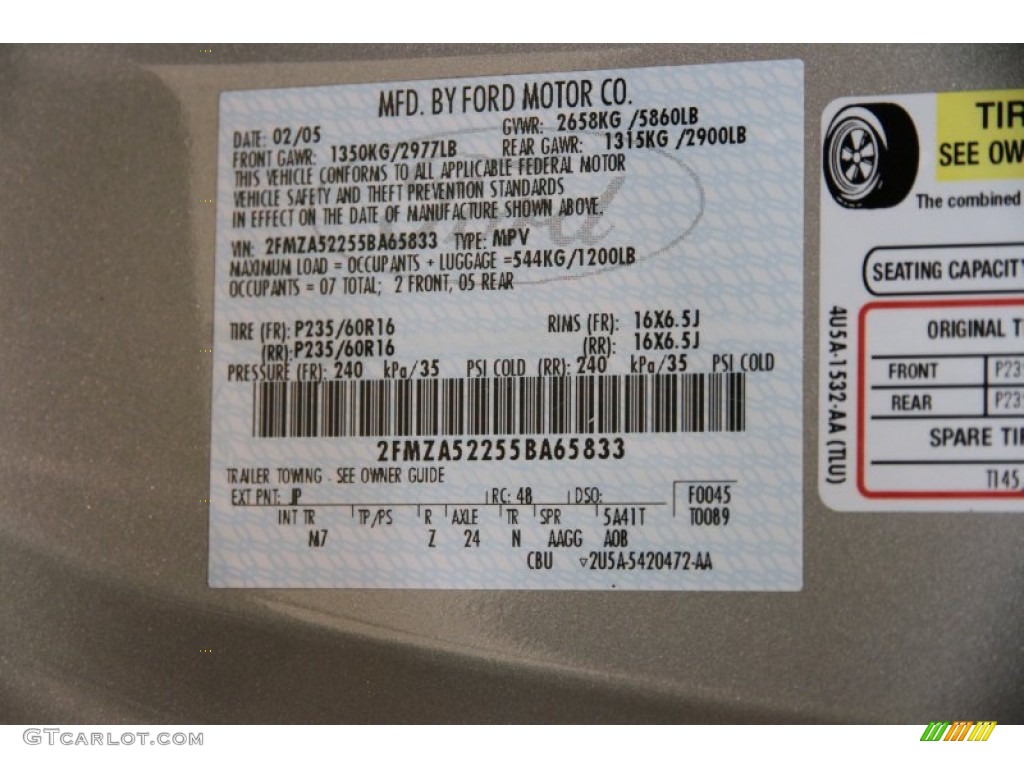 MFD. BY FORD MOTOR CO.
DATE: 02/05 GVWR: 2658KG /5860LB
FRONT GAWR: 1350KG/2977LB REAR GAWR: 1315KG /2900LB
THIS VEHICLE CONFORMS TO ALL APPLICABLE FEDERAL MOTOR
VEHICLE SAFETY AND THEFT PREVENTION STANDARDS
IN EFFECT ON THE DATE OF MANUFACTURE SHOWN ABOVE.
VIN: 2FMZA52255BA65833 TYPE: MPV
MAXIMUM LOAD = OCCUPANTS + LUGGAGE =544KG/1200LB
OCCUPANTS = 07 TOTAL; 2 FRONT, 05 REAR
TIRE (FR): P235/60R16 RIMS (FR): 16X6.5J
(RR): P235/60R16 (RR): 16X6.5J
PRESSURE (FR): 240 kPa/35 PSI COLD (RR): 240 kPa/35 PSI COLD
2FMZA52255BA65833
TRAILER TOWING - SEE OWNER GUIDE
EXT PNT: JP RC: 48 DSO: F0045
INT TR TP/PS R AXLE TR SPR 5A41T T0089
M7 Z 24 N AAGG A0B
CBU ▿2U5A-5420472-AA
TIR
SEE OW
The combined
SEATING CAPACITY
ORIGINAL T
FRONT P23
REAR P23
SPARE TI
T145
4U5A-1532-AA (TLU)
GTcarlot.com